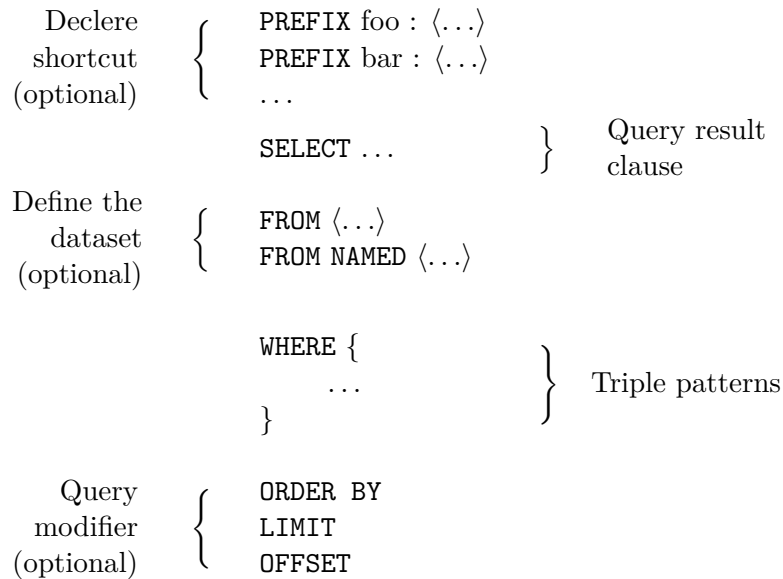 Declere
shortcut
(optional)
PREFIX foo : ⟨...⟩
PREFIX bar : ⟨...⟩
...
SELECT ...
Query result
clause
Define the
dataset
(optional)
FROM ⟨...⟩
FROM NAMED ⟨...⟩
WHERE {
...
}
Triple patterns
Query
modifier
(optional)
ORDER BY
LIMIT
OFFSET